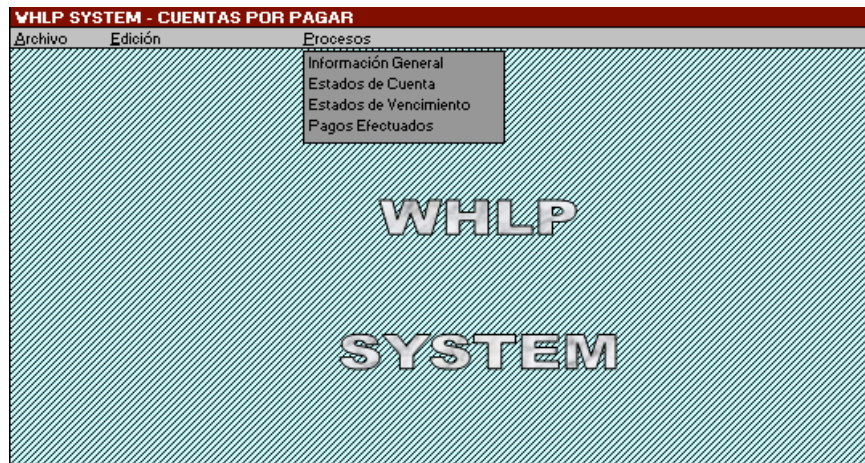 WHLP SYSTEM - CUENTAS POR PAGAR
Archivo Edición Procesos
Información General
Estados de Cuenta
Estados de Vencimiento
Pagos Efectuados
WHLP
SYSTEM